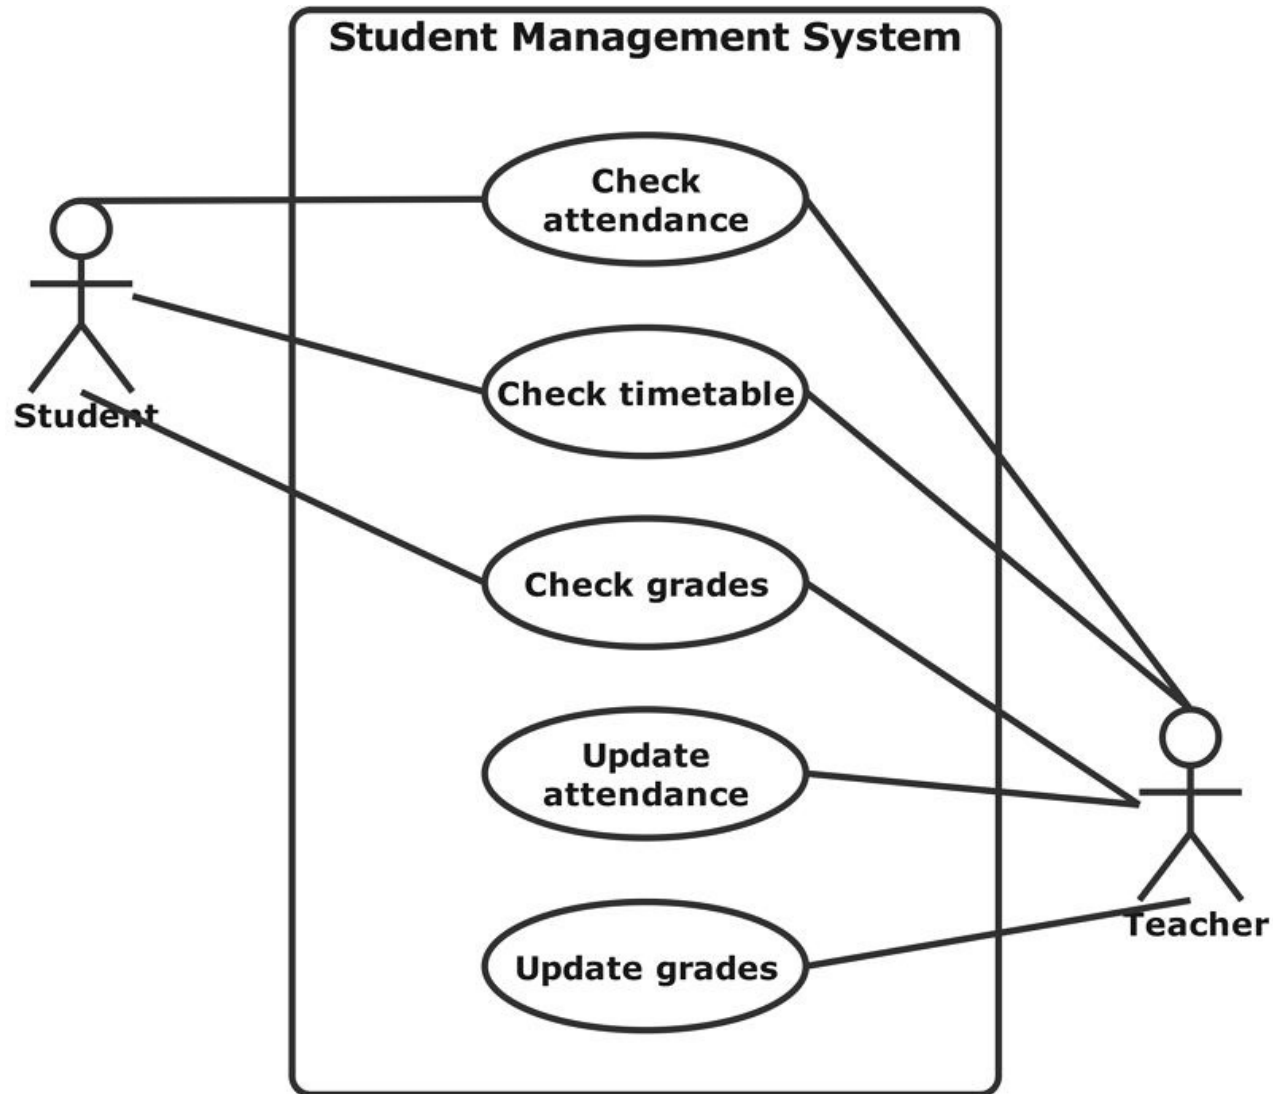 Student Management System
Check
attendance
Student
Check timetable
Check grades
Update
attendance
Teacher
Update grades